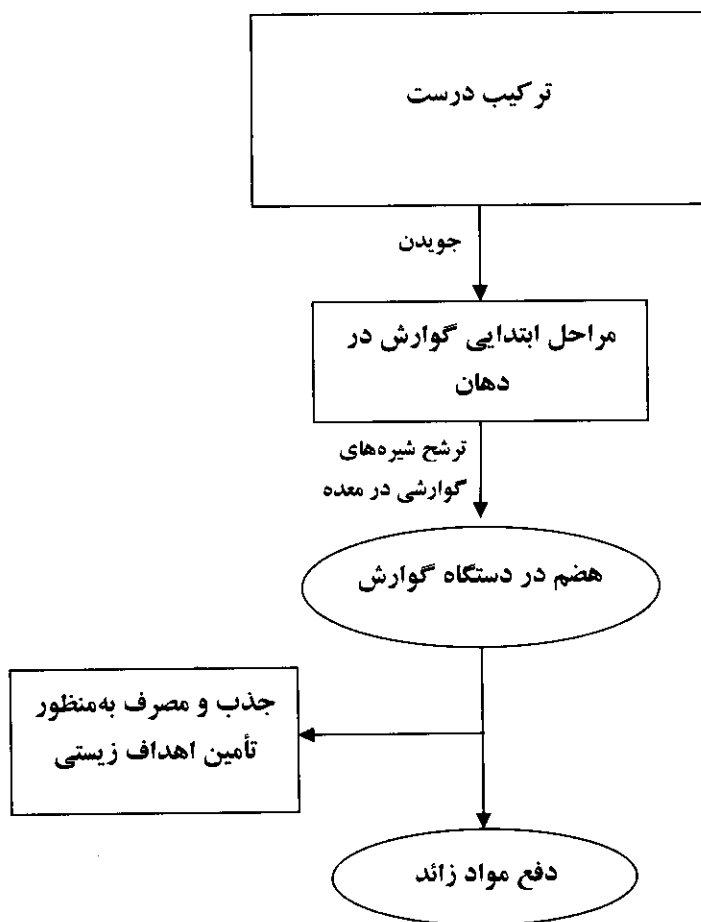 ترکیب درست
جویدن
مراحل ابتدایی گوارش در
دهان
ترشح شیره‌های
گوارشی در معده
هضم در دستگاه گوارش
جذب و مصرف به‌منظور
تأمین اهداف زیستی
دفع مواد زائد